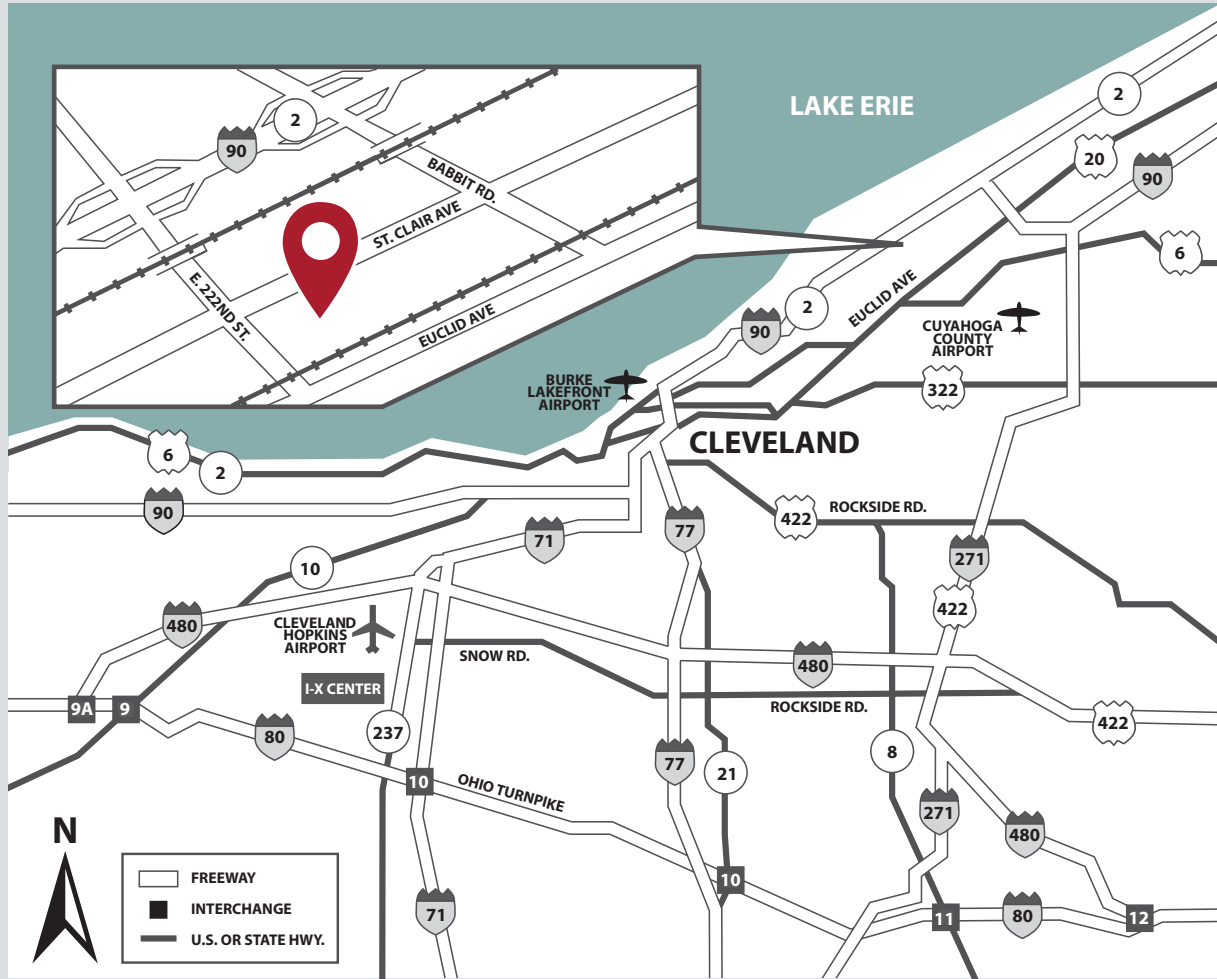 LAKE ERIE
2
20
90
6
2
90
BABBIT RD.
ST. CLAIR AVE
E. 222ND ST.
EUCLID AVE
2
90
EUCLID AVE
CUYAHOGA
COUNTY
AIRPORT
BURKE
LAKEFRONT
AIRPORT
322
CLEVELAND
6
2
90
422
ROCKSIDE RD.
71
77
271
10
422
480
CLEVELAND
HOPKINS
AIRPORT
SNOW RD.
480
I-X CENTER
ROCKSIDE RD.
9A
9
422
80
237
77
21
8
10
OHIO TURNPIKE
271
480
N
FREEWAY
INTERCHANGE
U.S. OR STATE HWY.
71
10
11
80
12